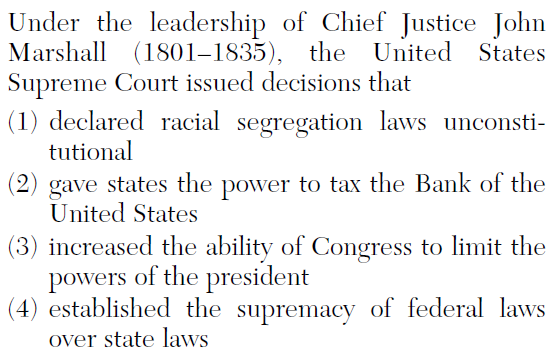 Under the leadership of Chief Justice John
Marshall (1801–1835), the United States
Supreme Court issued decisions that
(1) declared racial segregation laws unconsti-
tutional
(2) gave states the power to tax the Bank of the
United States
(3) increased the ability of Congress to limit the
powers of the president
(4) established the supremacy of federal laws
over state laws